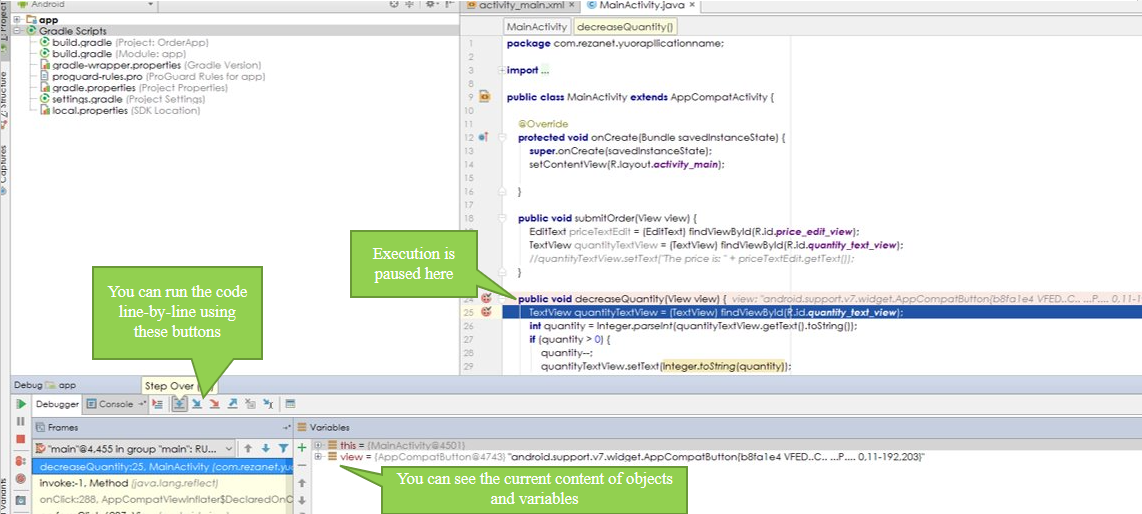 Android
activity_main.xml × MainActivity.java ×
app
Gradle Scripts
build.gradle (Project: OrderApp)
build.gradle (Module: app)
gradle-wrapper.properties (Gradle Version)
proguard-rules.pro (ProGuard Rules for app)
gradle.properties (Project Properties)
settings.gradle (Project Settings)
local.properties (SDK Location)
1: Project
7: Structure
Captures
MainActivity decreaseQuantity()
1 package com.rezanet.yuorapllicationname;
2
3 import ...
8
9 public class MainActivity extends AppCompatActivity {
10
11 @Override
12 protected void onCreate(Bundle savedInstanceState) {
13 super.onCreate(savedInstanceState);
14 setContentView(R.layout.activity_main);
15
16 }
17
18 public void submitOrder(View view) {
19 EditText priceTextEdit = (EditText) findViewById(R.id.price_edit_view);
20 TextView quantityTextView = (TextView) findViewById(R.id.quantity_text_view);
21 //quantityTextView.setText("The price is: " + priceTextEdit.getText());
}
24 public void decreaseQuantity(View view) { view: "android.support.v7.widget.AppCompatButton{b8fa1e4 VFED..C.. ...P.... 0,11-192
25 TextView quantityTextView = (TextView) findViewById(R.id.quantity_text_view);
26 int quantity = Integer.parseInt(quantityTextView.getText().toString());
27 if (quantity > 0) {
28 quantity--;
29 quantityTextView.setText(Integer.toString(quantity));
Execution is
paused here
You can run the code
line-by-line using
these buttons
Debug app
Step Over
Debugger Console
Frames
Variables
"main"@4,455 in group "main": RU...
decreaseQuantity:25, MainActivity (com.rezanet.yuo
invoke:-1, Method (java.lang.reflect)
onClick:288, AppCompatViewInflater$DeclaredOnC
this = {MainActivity@4501}
view = {AppCompatButton@4743} "android.support.v7.widget.AppCompatButton{b8fa1e4 VFED..C.. ...P.... 0,11-192,203}"
You can see the current content of objects
and variables